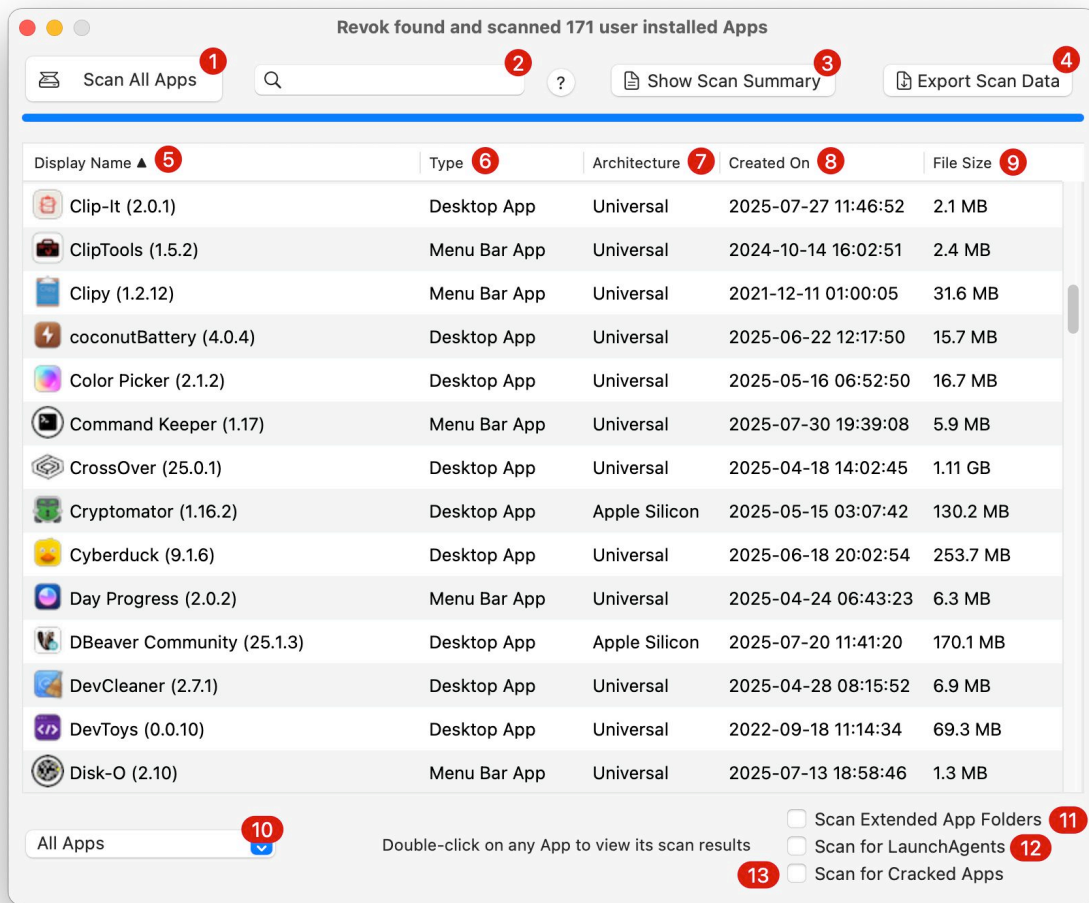 Revok found and scanned 171 user installed Apps
Scan All Apps 1 2 ? Show Scan Summary 3 Export Scan Data 4
Display Name ▲ 5 Type 6 Architecture 7 Created On 8 File Size 9
Clip-It (2.0.1) Desktop App Universal 2025-07-27 11:46:52 2.1 MB
ClipTools (1.5.2) Menu Bar App Universal 2024-10-14 16:02:51 2.4 MB
Clipy (1.2.12) Menu Bar App Universal 2021-12-11 01:00:05 31.6 MB
coconutBattery (4.0.4) Desktop App Universal 2025-06-22 12:17:50 15.7 MB
Color Picker (2.1.2) Desktop App Universal 2025-05-16 06:52:50 16.7 MB
Command Keeper (1.17) Menu Bar App Universal 2025-07-30 19:39:08 5.9 MB
CrossOver (25.0.1) Desktop App Universal 2025-04-18 14:02:45 1.11 GB
Cryptomator (1.16.2) Desktop App Apple Silicon 2025-05-15 03:07:42 130.2 MB
Cyberduck (9.1.6) Desktop App Universal 2025-06-18 20:02:54 253.7 MB
Day Progress (2.0.2) Menu Bar App Universal 2025-04-24 06:43:23 6.3 MB
DBeaver Community (25.1.3) Desktop App Apple Silicon 2025-07-20 11:41:20 170.1 MB
DevCleaner (2.7.1) Desktop App Universal 2025-04-28 08:15:52 6.9 MB
DevToys (0.0.10) Desktop App Universal 2022-09-18 11:14:34 69.3 MB
Disk-O (2.10) Menu Bar App Universal 2025-07-13 18:58:46 1.3 MB
All Apps 10
Double-click on any App to view its scan results
Scan Extended App Folders 11
Scan for LaunchAgents 12
13 Scan for Cracked Apps